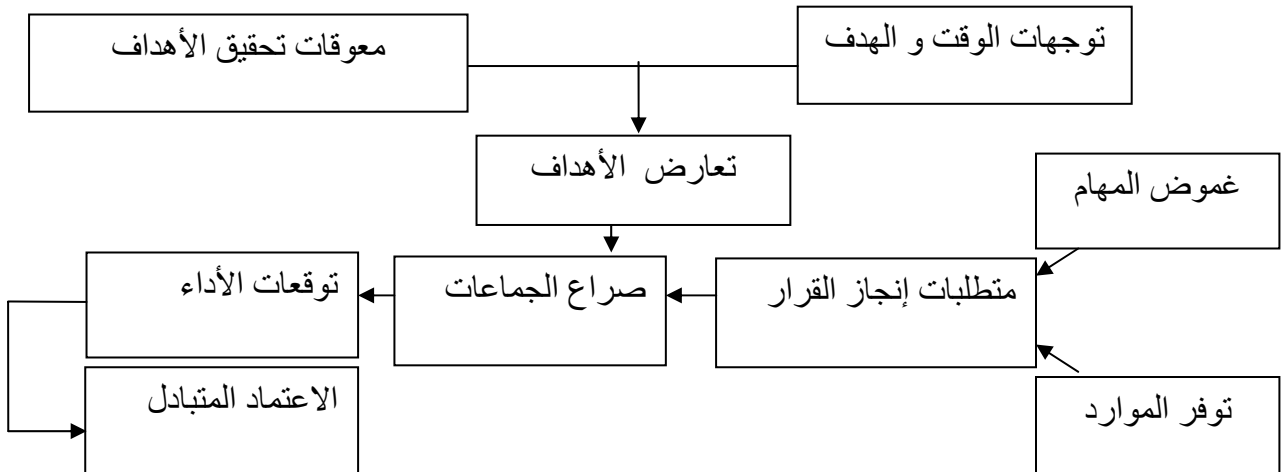 توجهات الوقت و الهدف
معوقات تحقيق الأهداف
تعارض الأهداف
غموض المهام
متطلبات إنجاز القرار
صراع الجماعات
توقعات الأداء
توفر الموارد
الاعتماد المتبادل